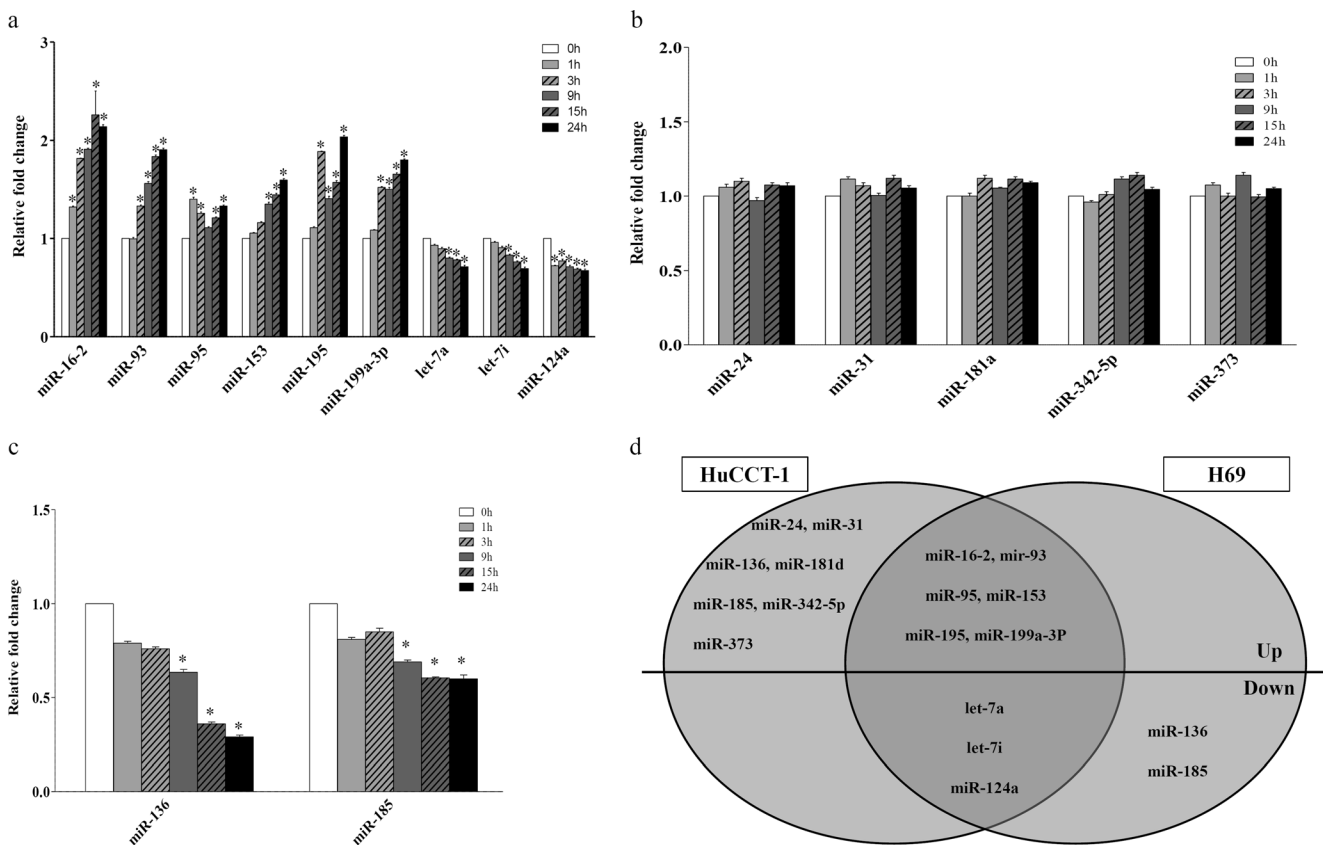 a
Relative fold change
3
2
1
0
0h
1h
3h
9h
15h
24h
* * * * *
* * * *
* * * *
* * *
* * * *
* * * *
* * *
* * *
* * * * *
miR-16-2
miR-93
miR-95
miR-153
miR-195
miR-199a-3p
let-7a
let-7i
miR-124a
b
Relative fold change
2.0
1.5
1.0
0.5
0.0
0h
1h
3h
9h
15h
24h
miR-24
miR-31
miR-181a
miR-342-5p
miR-373
c
Relative fold change
1.5
1.0
0.5
0.0
0h
1h
3h
9h
15h
24h
* * *
* * *
miR-136
miR-185
d
HuCCT-1
H69
miR-24, miR-31
miR-136, miR-181d
miR-185, miR-342-5p
miR-373
miR-16-2, mir-93
miR-95, miR-153
miR-195, miR-199a-3P
Up
Down
let-7a
let-7i
miR-124a
miR-136
miR-185